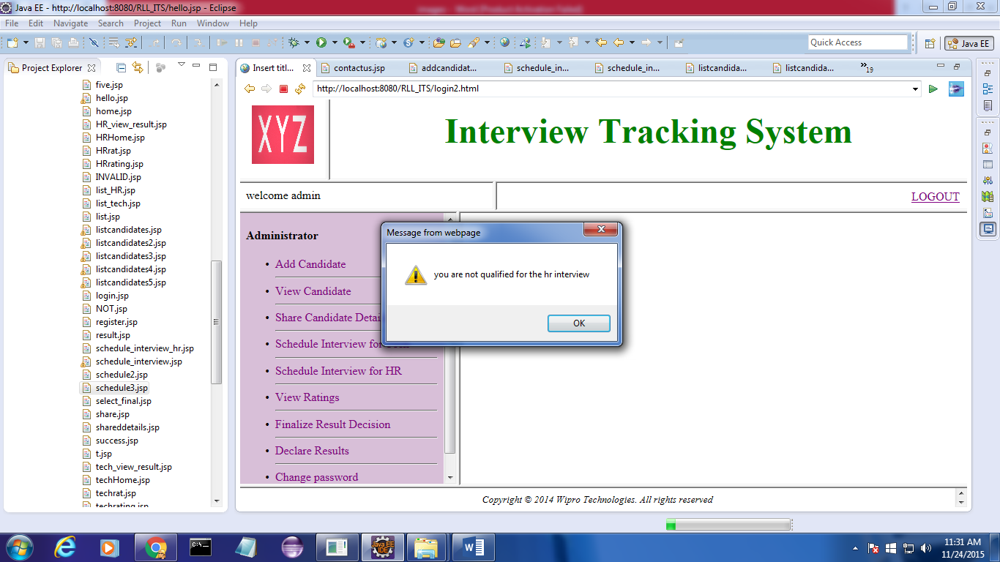 Java EE - http://localhost:8080/RLL_ITS/hello.jsp - Eclipse
File Edit Navigate Search Project Run Window Help
Quick Access
Java EE
Project Explorer
five.jsp
hello.jsp
home.jsp
HR_view_result.jsp
HRHome.jsp
HRrat.jsp
HRrating.jsp
INVALID.jsp
list_HR.jsp
list_tech.jsp
list.jsp
listcandidates.jsp
listcandidates2.jsp
listcandidates3.jsp
listcandidates4.jsp
listcandidates5.jsp
login.jsp
NOT.jsp
register.jsp
result.jsp
schedule_interview_hr.jsp
schedule_interview.jsp
schedule2.jsp
schedule3.jsp
select_final.jsp
share.jsp
shareddetails.jsp
success.jsp
t.jsp
tech_view_result.jsp
techHome.jsp
techrat.jsp
techrating.jsp
Insert titl... contactus.jsp addcandidat... schedule_in... schedule_in... listcandida... listcandida... 19
http://localhost:8080/RLL_ITS/login2.html
XYZ
Interview Tracking System
welcome admin
LOGOUT
Administrator
• Add Candidate
• View Candidate
• Share Candidate Detai
• Schedule Interview for
• Schedule Interview for HR
• View Ratings
• Finalize Result Decision
• Declare Results
• Change password
Message from webpage
you are not qualified for the hr interview
OK
Copyright © 2014 Wipro Technologies. All rights reserved
Java EE
IDE
11:31 AM
11/24/2015